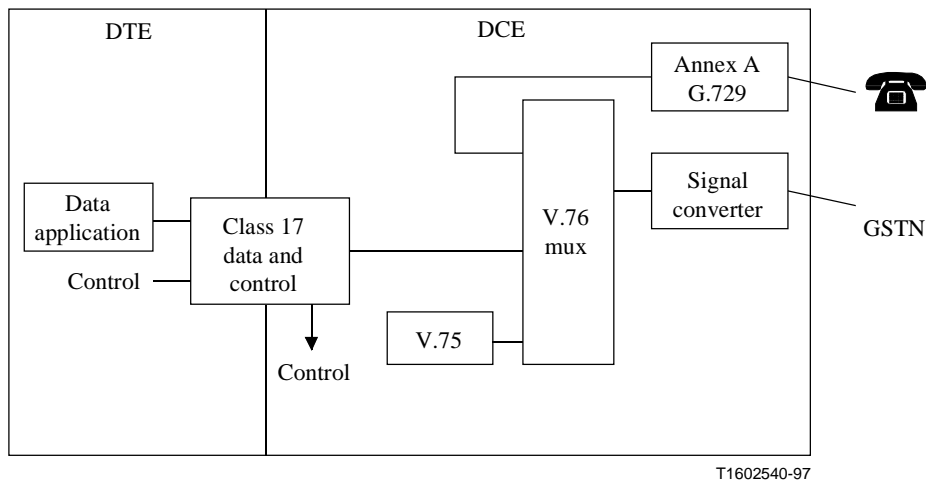 DTE
DCE
Annex A
G.729
Data
application
Class 17
data and
control
V.76
mux
Signal
converter
GSTN
Control
V.75
Control
T1602540-97